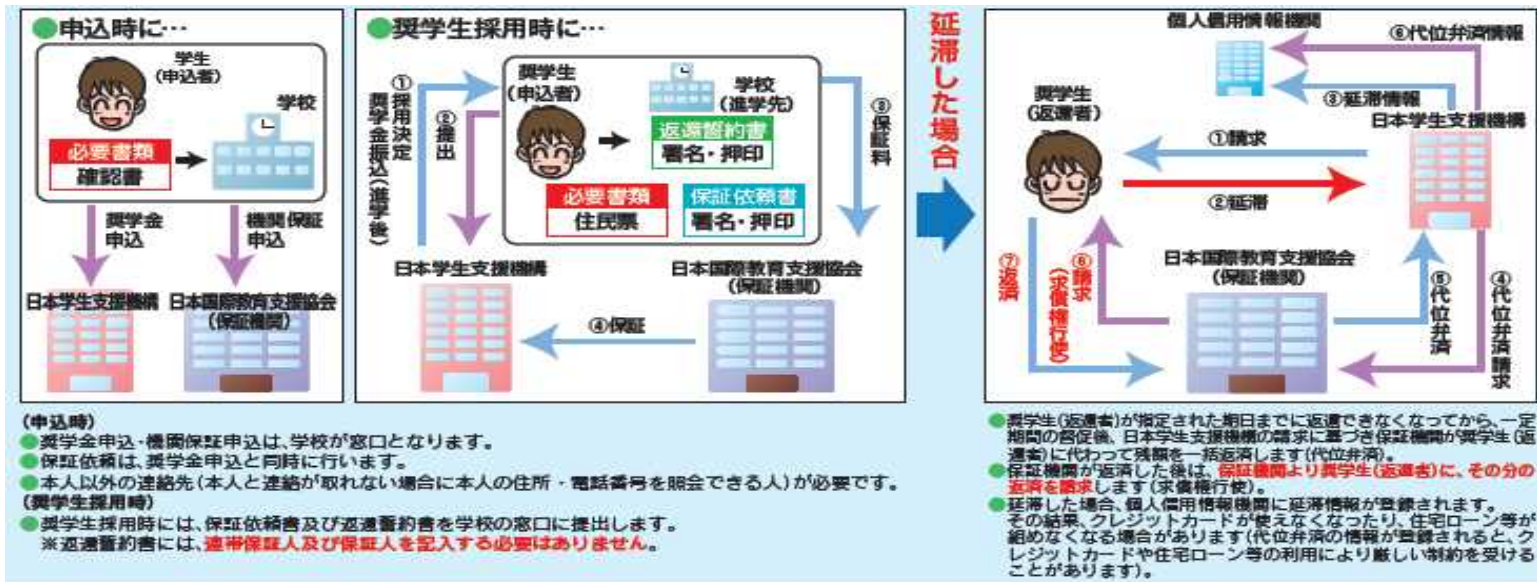 ●申込時に…
学生
(申込者)
学校
必要書類
確認書
奨学金
申込
機関保証
申込
日本学生支援機構
日本国際教育支援協会
(保証機関)
●奨学生採用時に…
①採用決定
奨学金振込(進学後)
②提出
奨学生
(申込者)
学校
(進学先)
返還誓約書
署名・押印
必要書類
住民票
保証依頼書
署名・押印
③保証料
日本学生支援機構
日本国際教育支援協会
(保証機関)
④保証
延滞した場合
個人信用情報機関
⑥代位弁済情報
③延滞情報
奨学生
(返還者)
日本学生支援機構
①請求
②延滞
⑦返済
⑥請求
(求償権行使)
日本国際教育支援協会
(保証機関)
⑤代位弁済
④代位弁済請求
(申込時)
●奨学金申込・機関保証申込は、学校が窓口となります。
●保証依頼は、奨学金申込と同時に行います。
●本人以外の連絡先(本人と連絡が取れない場合に本人の住所・電話番号を照会できる人)が必要です。
(奨学生採用時)
●奨学生採用時には、保証依頼書及び返還誓約書を学校の窓口に提出します。
※返還誓約書には、連帯保証人及び保証人を記入する必要はありません。
●奨学生(返還者)が指定された期日までに返還できなくなってから、一定
期間の督促後、日本学生支援機構の請求に基づき保証機関が奨学生(返
還者)に代わって残額を一括返済します(代位弁済)。
●保証機関が返済した後は、保証機関より奨学生(返還者)に、その分の
返済を請求します(求償権行使)。
●延滞した場合、個人信用情報機関に延滞情報が登録されます。
その結果、クレジットカードが使えなくなったり、住宅ローン等が
組めなくなる場合があります(代位弁済の情報が登録されると、ク
レジットカードや住宅ローン等の利用により厳しい制約を受ける
ことがあります)。